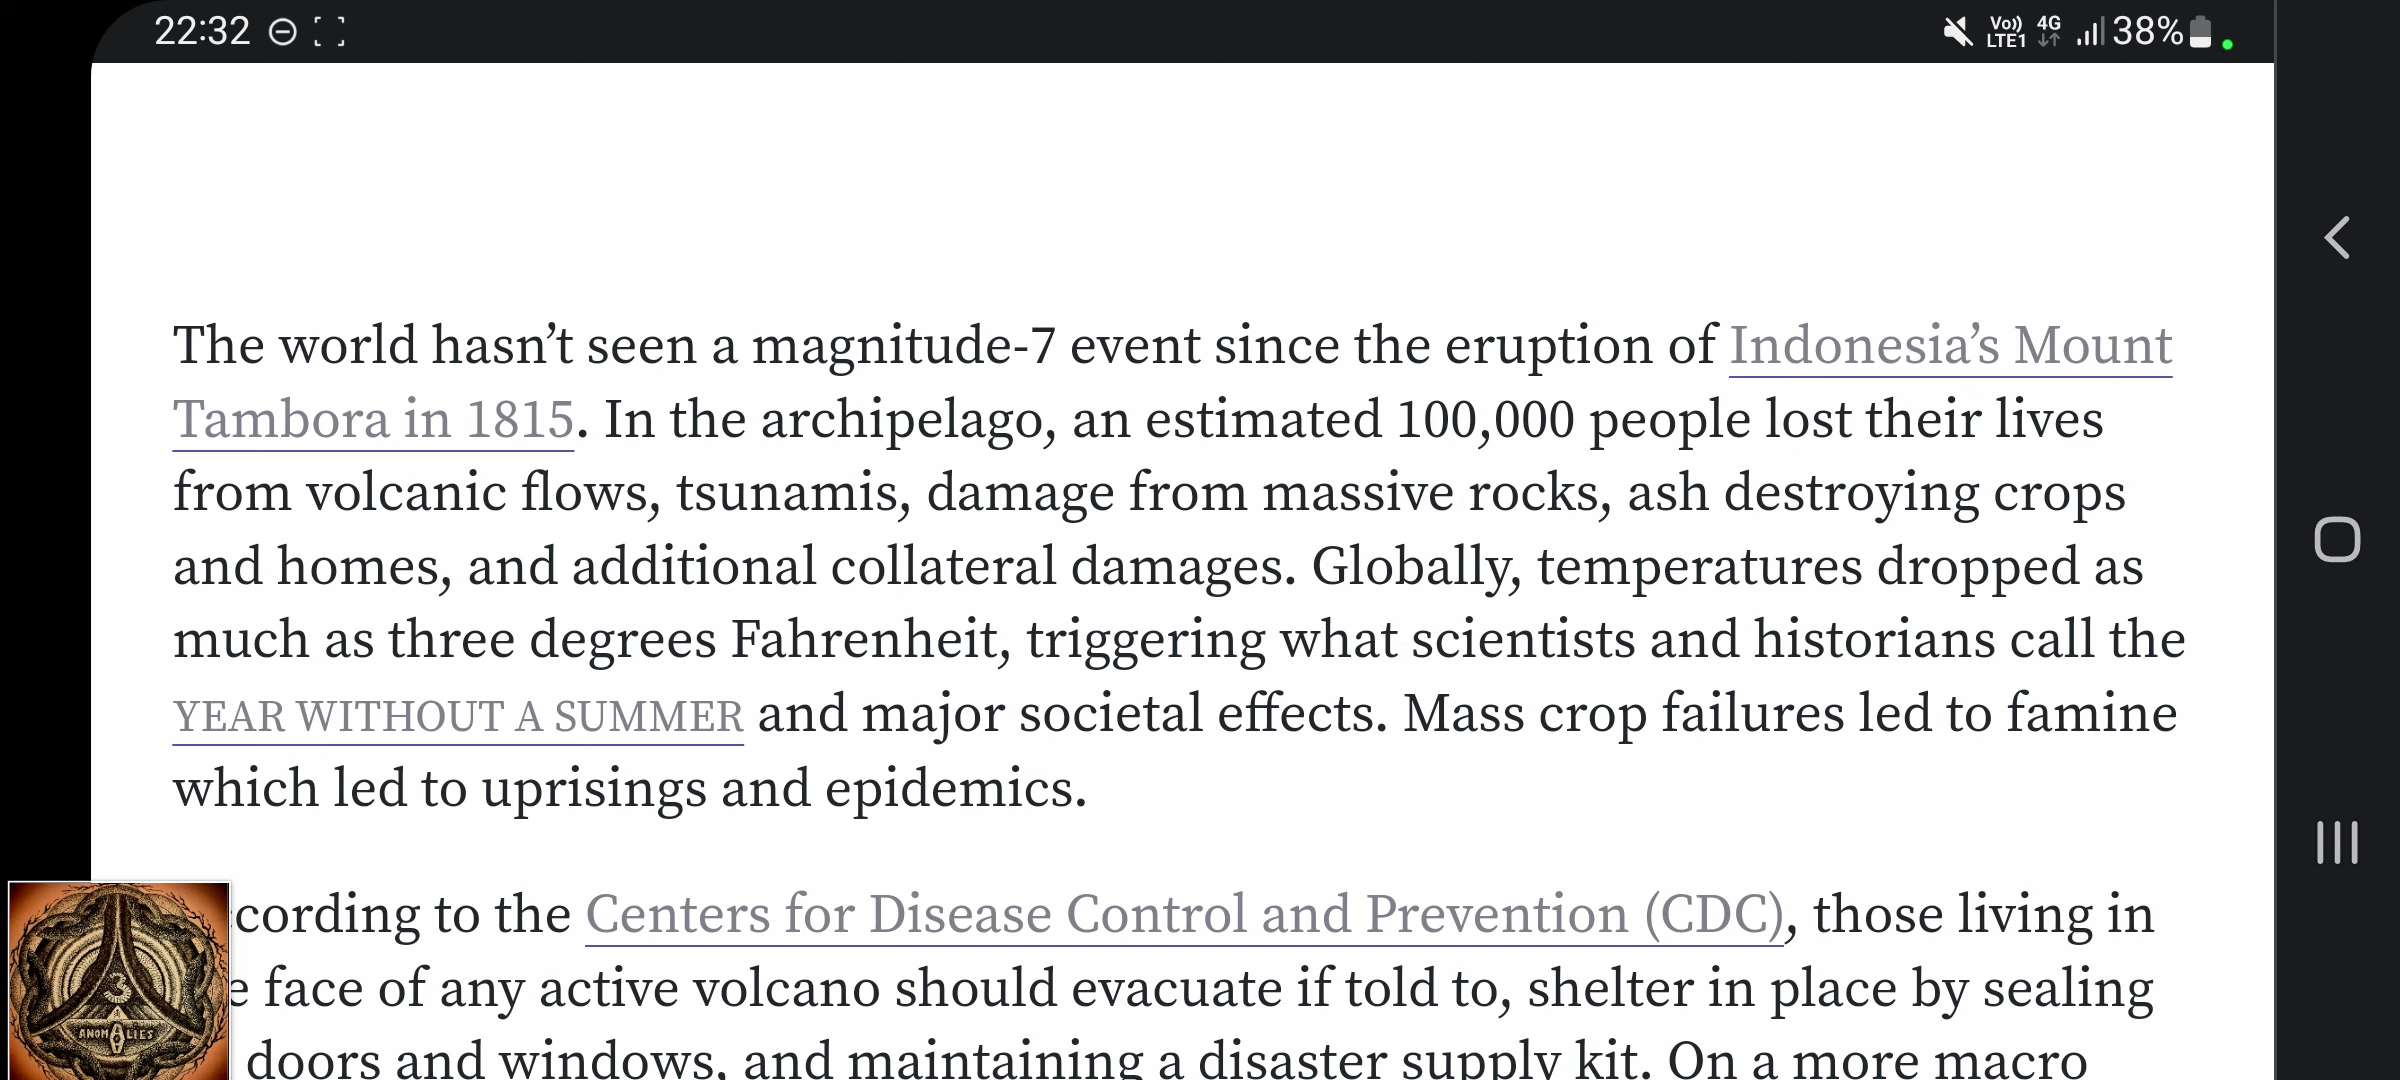 22:32
Vo)) LTE1 4G 38%
The world hasn’t seen a magnitude-7 event since the eruption of Indonesia’s Mount
Tambora in 1815. In the archipelago, an estimated 100,000 people lost their lives
from volcanic flows, tsunamis, damage from massive rocks, ash destroying crops
and homes, and additional collateral damages. Globally, temperatures dropped as
much as three degrees Fahrenheit, triggering what scientists and historians call the
YEAR WITHOUT A SUMMER and major societal effects. Mass crop failures led to famine
which led to uprisings and epidemics.
cording to the Centers for Disease Control and Prevention (CDC), those living in
e face of any active volcano should evacuate if told to, shelter in place by sealing
doors and windows, and maintaining a disaster supply kit. On a more macro
ANOMALIES